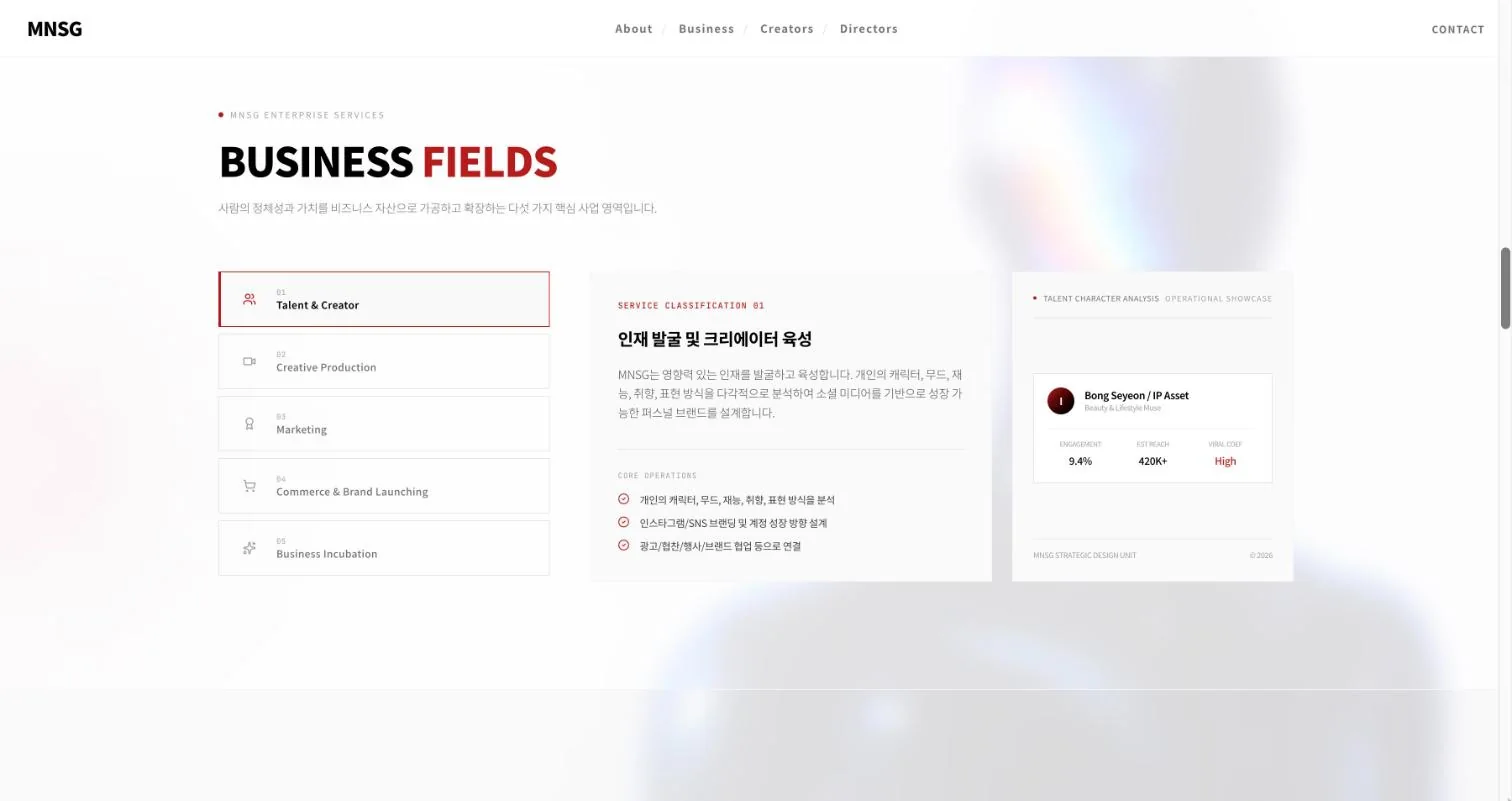 MNSG
About / Business / Creators / Directors
CONTACT
MNSG ENTERPRISE SERVICES
BUSINESS FIELDS
사람의 정체성과 가치를 비즈니스 자산으로 가공하고 확장하는 다섯 가지 핵심 사업 영역입니다.
01
Talent & Creator
02
Creative Production
03
Marketing
04
Commerce & Brand Launching
05
Business Incubation
SERVICE CLASSIFICATION 01
인재 발굴 및 크리에이터 육성
MNSG는 영향력 있는 인재를 발굴하고 육성합니다. 개인의 캐릭터, 무드, 재
능, 취향, 표현 방식을 다각적으로 분석하여 소셜 미디어를 기반으로 성장 가
능한 퍼스널 브랜드를 설계합니다.
CORE OPERATIONS
개인의 캐릭터, 무드, 재능, 취향, 표현 방식을 분석
인스타그램/SNS 브랜딩 및 계정 성장 방향 설계
광고/협찬/행사/브랜드 협업 등으로 연결
TALENT CHARACTER ANALYSIS OPERATIONAL SHOWCASE
I
Bong Seyeon / IP Asset
Beauty & Lifestyle Muse
ENGAGEMENT EST REACH VIRAL COEF
9.4% 420K+ High
MNSG STRATEGIC DESIGN UNIT © 2026